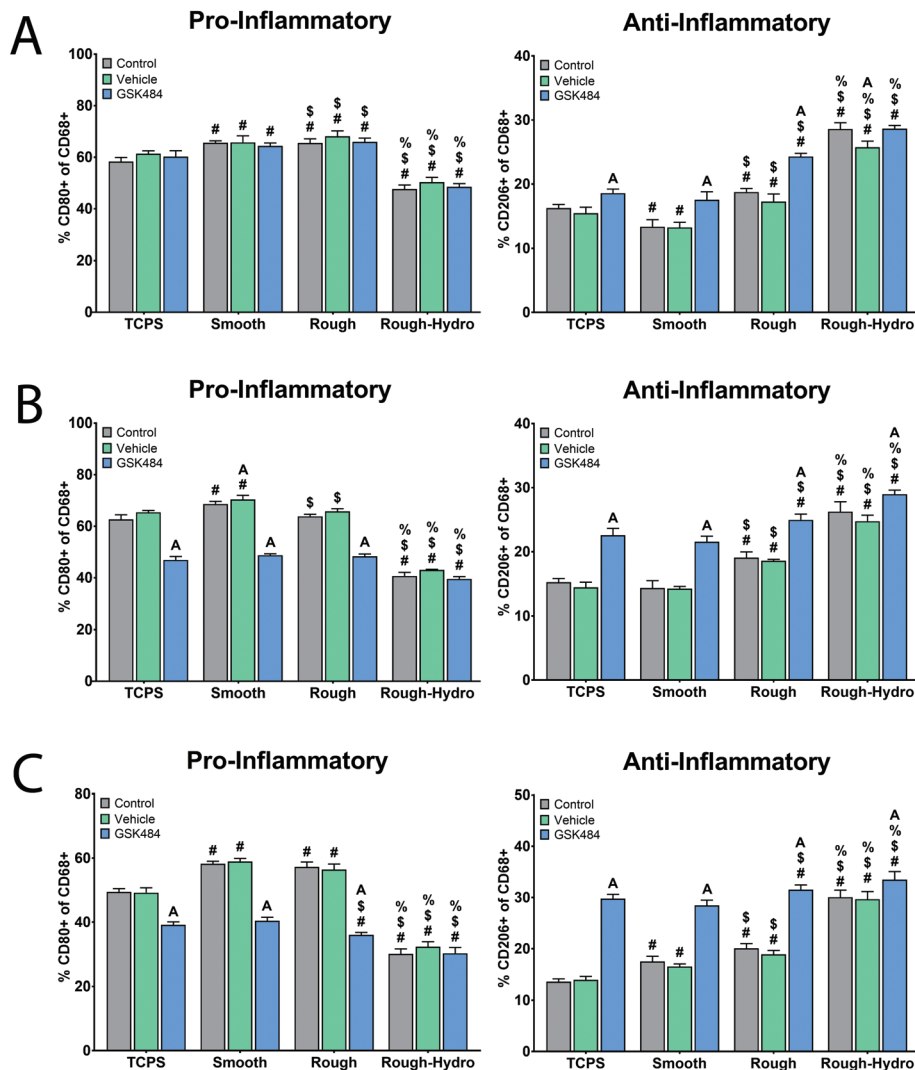 A
Pro-Inflammatory
% CD80+ of CD68+
100
80
60
40
20
0
Control
Vehicle
GSK484
# # #
$ $ $
# # #
% % %
$ $ $
# # #
TCPS Smooth Rough Rough-Hydro
Anti-Inflammatory
% CD206+ of CD68+
40
30
20
10
0
Control
Vehicle
GSK484
A
# # A
$ $ A
# # $
#
% A %
$ % $
# $ #
#
TCPS Smooth Rough Rough-Hydro
B
Pro-Inflammatory
% CD80+ of CD68+
100
80
60
40
20
0
Control
Vehicle
GSK484
A
# A
# A
$ $ A
% % %
$ $ $
# # #
TCPS Smooth Rough Rough-Hydro
Anti-Inflammatory
% CD206+ of CD68+
40
30
20
10
0
Control
Vehicle
GSK484
A
A
$ $ A
# # $
#
% % A
$ $ %
# # $
#
TCPS Smooth Rough Rough-Hydro
C
Pro-Inflammatory
% CD80+ of CD68+
80
60
40
20
0
Control
Vehicle
GSK484
A
# # A
# # A
$
#
% % %
$ $ $
# # #
TCPS Smooth Rough Rough-Hydro
Anti-Inflammatory
% CD206+ of CD68+
50
40
30
20
10
0
Control
Vehicle
GSK484
A
# # A
$ $ A
# # $
#
% % A
$ $ %
# # $
#
TCPS Smooth Rough Rough-Hydro